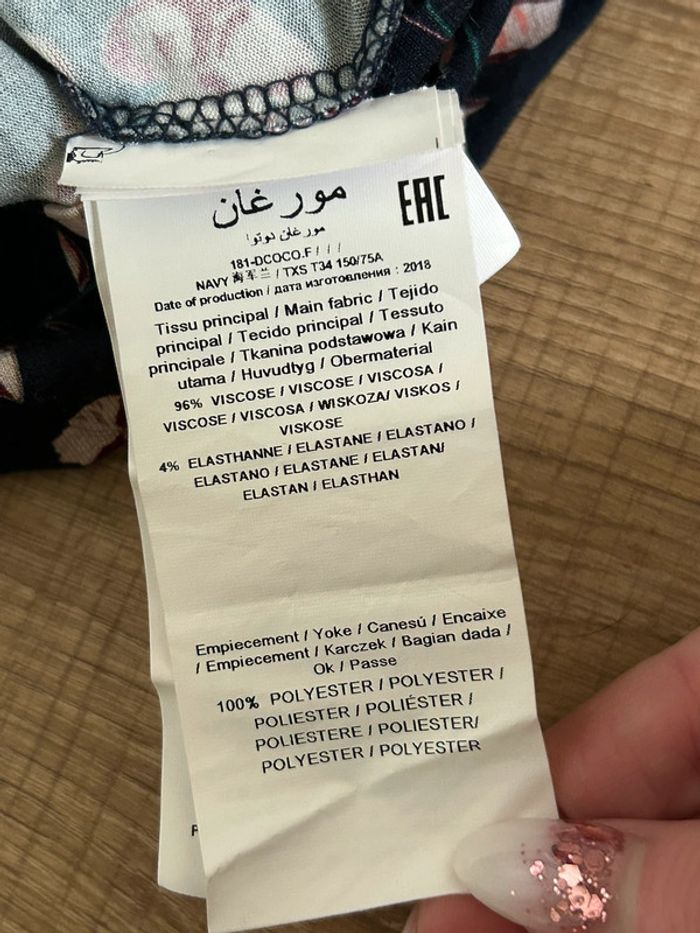 مورغان
EAC
مورغان دوتوا
181-DCOCO.F / / /
NAVY 海军兰 / TXS T34 150/75A
Date of production / дата изготовления : 2018
Tissu principal / Main fabric / Tejido
principal / Tecido principal / Tessuto
principale / Tkanina podstawowa / Kain
utama / Huvudtyg / Obermaterial
96% VISCOSE / VISCOSE / VISCOSA /
VISCOSE / VISCOSA / WISKOZA/ VISKOS /
VISKOSE
4% ELASTHANNE / ELASTANE / ELASTANO /
ELASTANO / ELASTANE / ELASTAN/
ELASTAN / ELASTHAN
Empiecement / Yoke / Canesú / Encaixe
/ Empiecement / Karczek / Bagian dada /
Ok / Passe
100% POLYESTER / POLYESTER /
POLIESTER / POLIÉSTER /
POLIESTERE / POLIESTER/
POLYESTER / POLYESTER